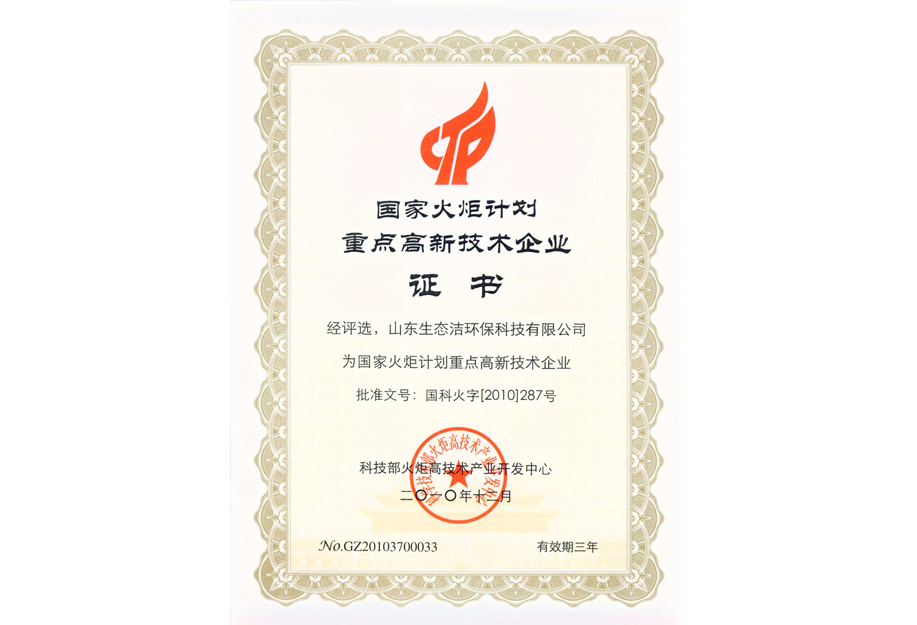 CTP
国家火炬计划
重点高新技术企业
证书
经评选，山东生态洁环保科技有限公司
为国家火炬计划重点高新技术企业
批准文号：国科火字[2010]287号
科技部火炬高技术产业开发中心
科学技术部火炬高技术产业开发中心
二〇一〇年十二月
No.GZ20103700033
有效期三年